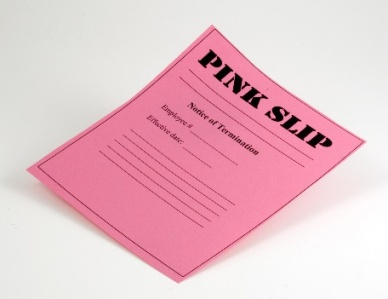 PINK SLIP
Notice of Termination
Employee #
Effective date: